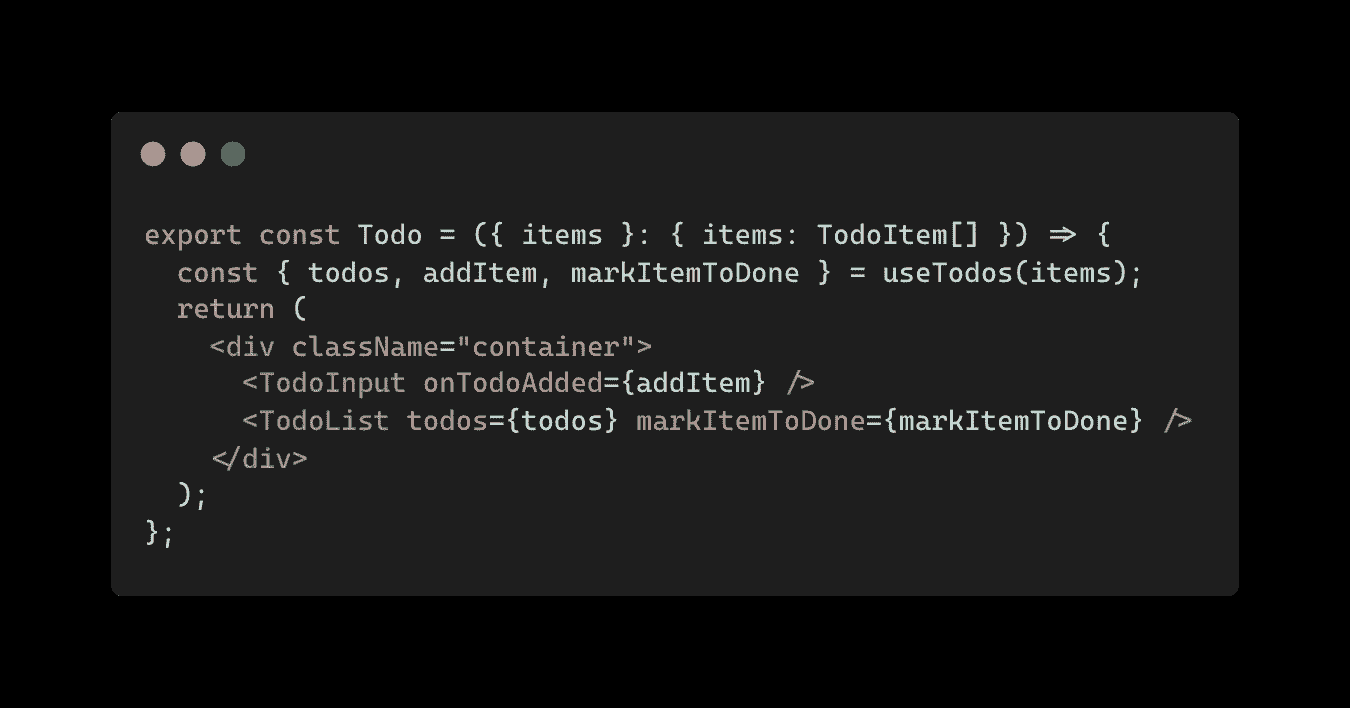 export const Todo = ({ items }: { items: TodoItem[] }) => {
  const { todos, addItem, markItemToDone } = useTodos(items);
  return (
    <div className="container">
      <TodoInput onTodoAdded={addItem} />
      <TodoList todos={todos} markItemToDone={markItemToDone} />
    </div>
  );
};